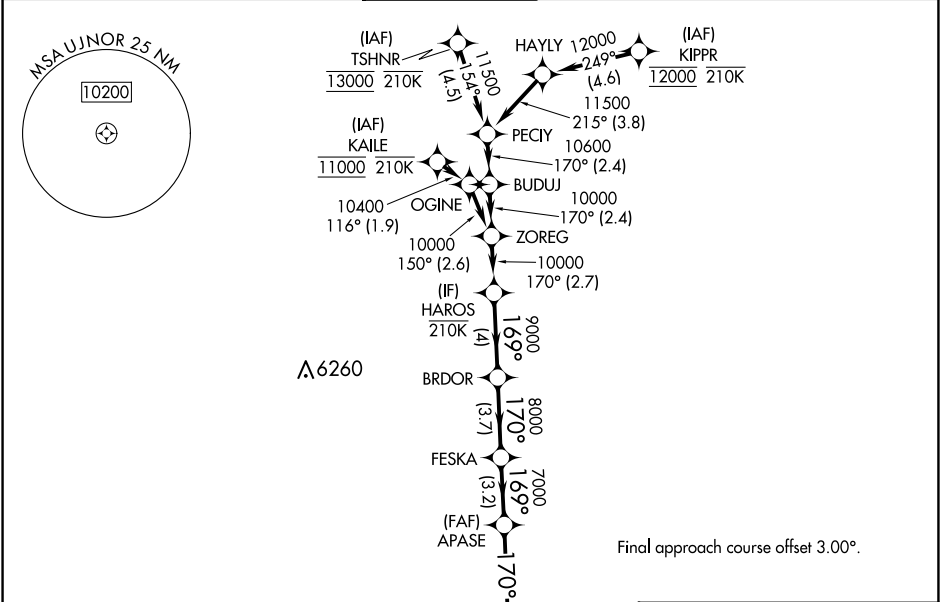 MSA UJNOR 25 NM
10200
(IAF)
TSHNR
13000 210K
11500
154°
(4.5)
HAYLY
12000
249°
(4.6)
(IAF)
KIPPR
12000 210K
11500
215° (3.8)
PECIY
(IAF)
KAILE
11000 210K
10600
170° (2.4)
BUDUJ
OGINE
10400
116° (1.9)
10000
170° (2.4)
10000
150° (2.6)
ZOREG
10000
170° (2.7)
(IF)
HAROS
210K
9000
169°
(4)
6260
BRDOR
8000
170°
(3.7)
FESKA
7000
169°
(3.2)
(FAF)
APASE
170°
Final approach course offset 3.00°.